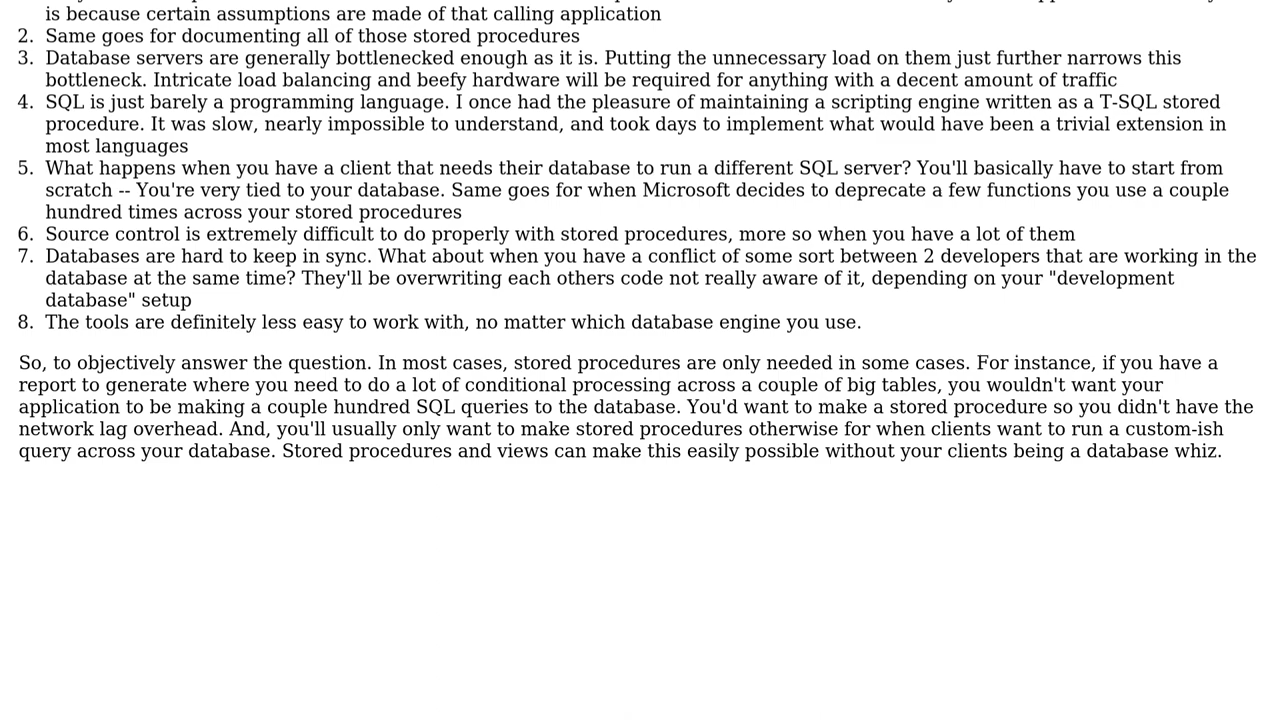 is because certain assumptions are made of that calling application
2. Same goes for documenting all of those stored procedures
3. Database servers are generally bottlenecked enough as it is. Putting the unnecessary load on them just further narrows this
bottleneck. Intricate load balancing and beefy hardware will be required for anything with a decent amount of traffic
4. SQL is just barely a programming language. I once had the pleasure of maintaining a scripting engine written as a T-SQL stored
procedure. It was slow, nearly impossible to understand, and took days to implement what would have been a trivial extension in
most languages
5. What happens when you have a client that needs their database to run a different SQL server? You'll basically have to start from
scratch -- You're very tied to your database. Same goes for when Microsoft decides to deprecate a few functions you use a couple
hundred times across your stored procedures
6. Source control is extremely difficult to do properly with stored procedures, more so when you have a lot of them
7. Databases are hard to keep in sync. What about when you have a conflict of some sort between 2 developers that are working in the
database at the same time? They'll be overwriting each others code not really aware of it, depending on your "development
database" setup
8. The tools are definitely less easy to work with, no matter which database engine you use.
So, to objectively answer the question. In most cases, stored procedures are only needed in some cases. For instance, if you have a
report to generate where you need to do a lot of conditional processing across a couple of big tables, you wouldn't want your
application to be making a couple hundred SQL queries to the database. You'd want to make a stored procedure so you didn't have the
network lag overhead. And, you'll usually only want to make stored procedures otherwise for when clients want to run a custom-ish
query across your database. Stored procedures and views can make this easily possible without your clients being a database whiz.